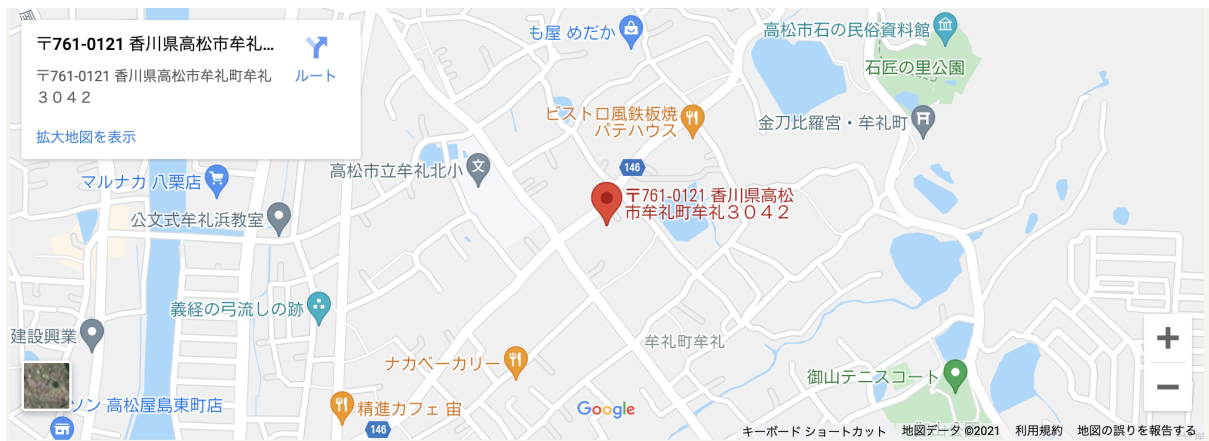 〒761-0121 香川県高松市牟礼...
〒761-0121 香川県高松市牟礼町牟礼
３０４２
ルート
拡大地図を表示
も屋 めだか
高松市石の民俗資料館
石匠の里公園
ビストロ風鉄板焼
パテハウス
金刀比羅宮・牟礼町
高松市立牟礼北小
文
146
マルナカ 八栗店
〒761-0121 香川県高松
市牟礼町牟礼３０４２
公文式牟礼浜教室
義経の弓流しの跡
建設興業
牟礼町牟礼
ナカベーカリー
御山テニスコート
ソン 高松屋島東町店
精進カフェ 宙
146
Google
+
−
キーボード ショートカット
地図データ ©2021
利用規約
地図の誤りを報告する